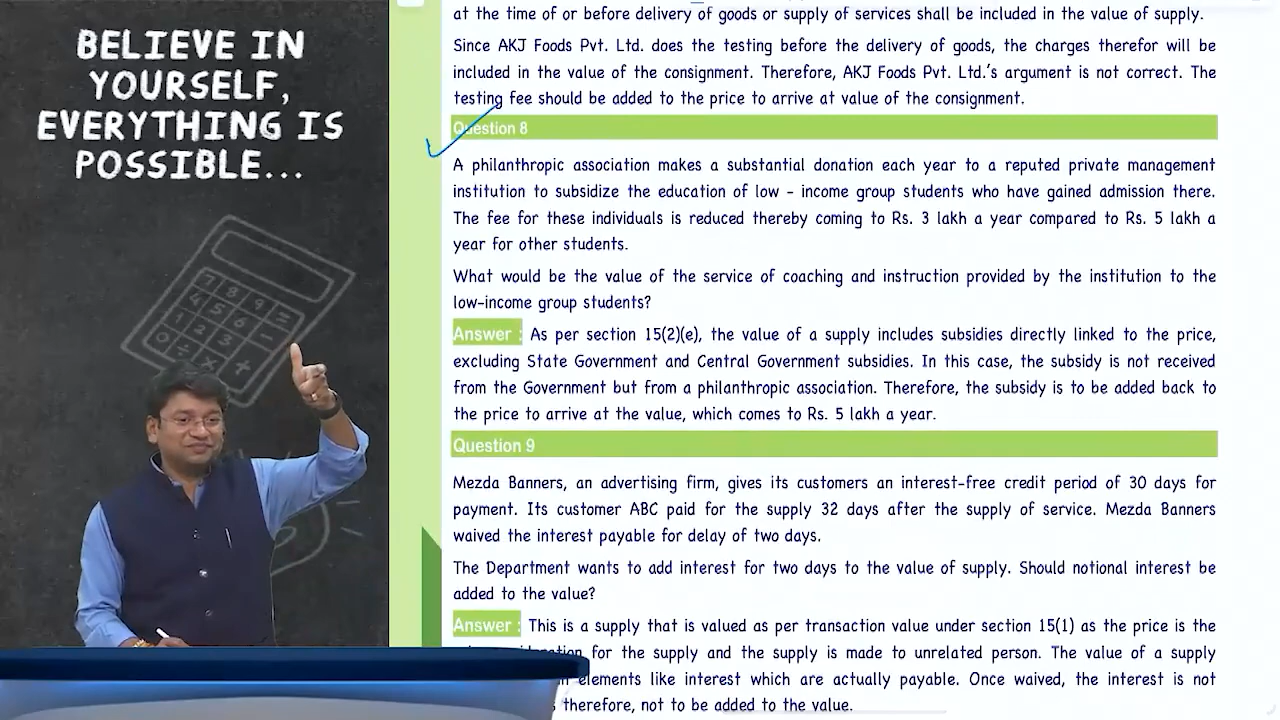 BELIEVE IN
YOURSELF,
EVERYTHING IS
POSSIBLE...
7 8 9 =
4 5 6 -
1 2 3
0 ÷ × +
at the time of or before delivery of goods or supply of services shall be included in the value of supply.
Since AKJ Foods Pvt. Ltd. does the testing before the delivery of goods, the charges therefor will be
included in the value of the consignment. Therefore, AKJ Foods Pvt. Ltd.'s argument is not correct. The
testing fee should be added to the price to arrive at value of the consignment.
Question 8
A philanthropic association makes a substantial donation each year to a reputed private management
institution to subsidize the education of low - income group students who have gained admission there.
The fee for these individuals is reduced thereby coming to Rs. 3 lakh a year compared to Rs. 5 lakh a
year for other students.
What would be the value of the service of coaching and instruction provided by the institution to the
low-income group students?
Answer : As per section 15(2)(e), the value of a supply includes subsidies directly linked to the price,
excluding State Government and Central Government subsidies. In this case, the subsidy is not received
from the Government but from a philanthropic association. Therefore, the subsidy is to be added back to
the price to arrive at the value, which comes to Rs. 5 lakh a year.
Question 9
Mezda Banners, an advertising firm, gives its customers an interest-free credit period of 30 days for
payment. Its customer ABC paid for the supply 32 days after the supply of service. Mezda Banners
waived the interest payable for delay of two days.
The Department wants to add interest for two days to the value of supply. Should notional interest be
added to the value?
Answer : This is a supply that is valued as per transaction value under section 15(1) as the price is the
for the supply and the supply is made to unrelated person. The value of a supply
elements like interest which are actually payable. Once waived, the interest is not
therefore, not to be added to the value.